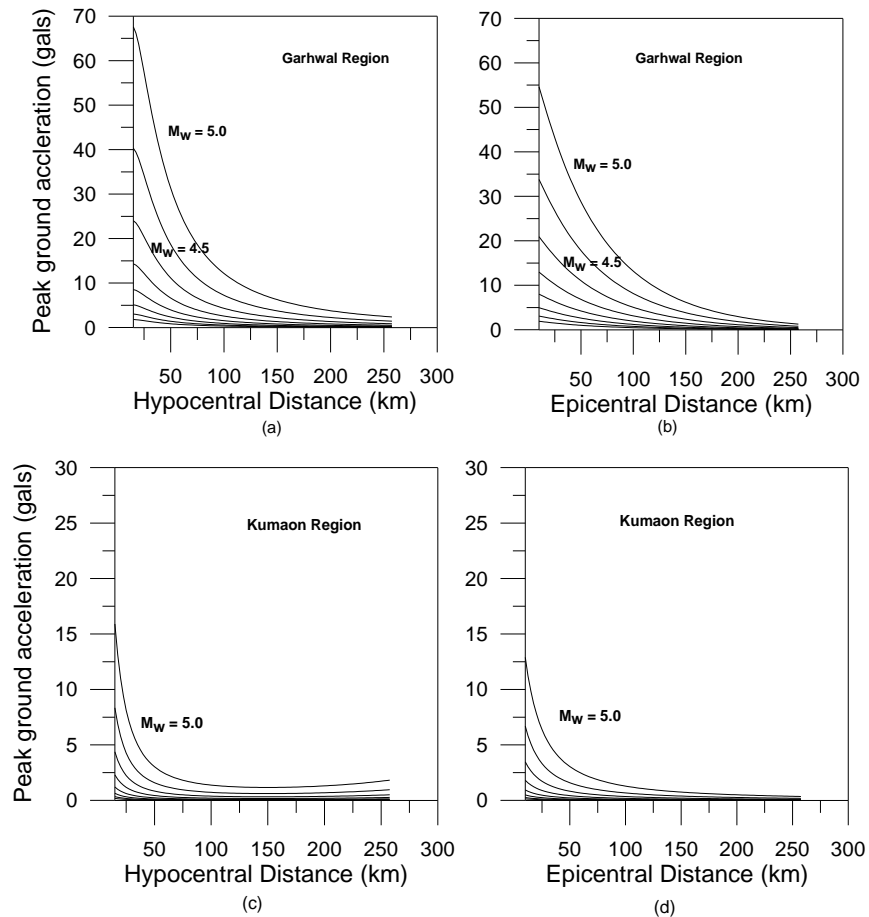 70
60
50
40
30
20
10
0
Peak ground accleration (gals)
Garhwal Region
MW = 5.0
MW = 4.5
50 100 150 200 250 300
Hypocentral Distance (km)
(a)
70
60
50
40
30
20
10
0
Garhwal Region
MW = 5.0
MW = 4.5
50 100 150 200 250 300
Epicentral Distance (km)
(b)
30
25
20
15
10
5
0
Peak ground acceleration (gals)
Kumaon Region
MW = 5.0
50 100 150 200 250 300
Hypocentral Distance (km)
(c)
30
25
20
15
10
5
0
Kumaon Region
MW = 5.0
50 100 150 200 250 300
Epicentral Distance (km)
(d)